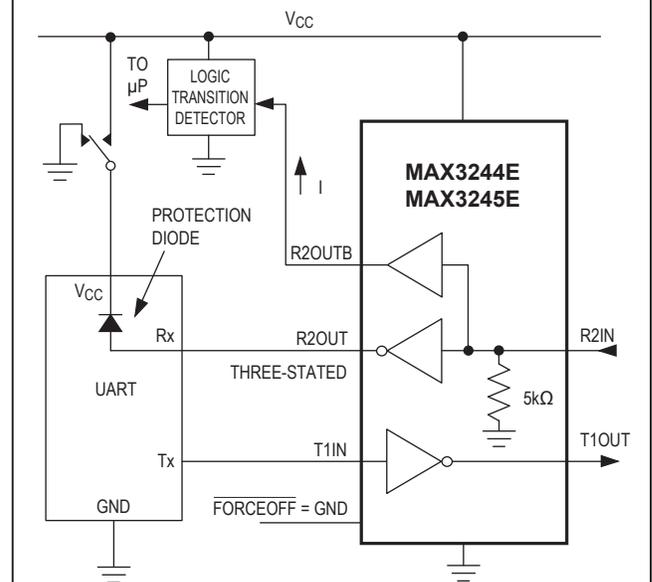 VCC
TO
µP
LOGIC
TRANSITION
DETECTOR
I
MAX3244E
MAX3245E
PROTECTION
DIODE
R2OUTB
VCC
Rx
R2OUT
R2IN
THREE-STATED
UART
5kΩ
T1OUT
Tx
T1IN
GND
FORCEOFF = GND